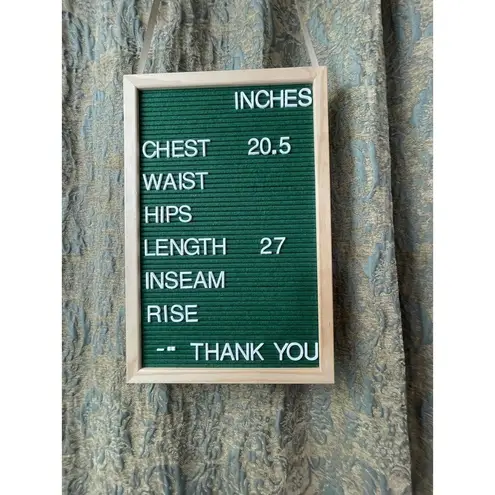 INCHES
CHEST 20.5
WAIST
HIPS
LENGTH 27
INSEAM
RISE
-" THANK YOU